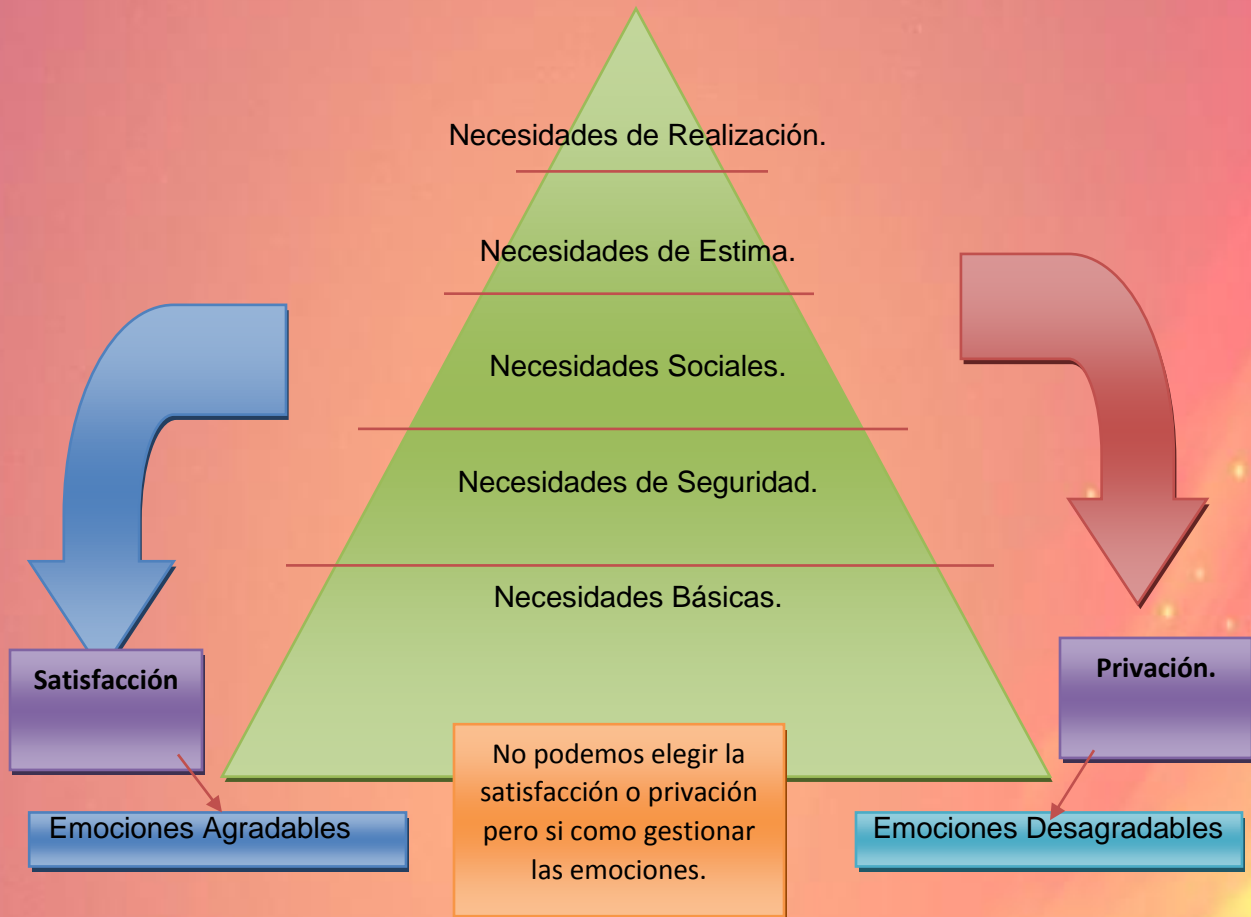 Necesidades de Realización.
Necesidades de Estima.
Necesidades Sociales.
Necesidades de Seguridad.
Necesidades Básicas.
Satisfacción
Privación.
No podemos elegir la
satisfacción o privación
pero si como gestionar
las emociones.
Emociones Agradables
Emociones Desagradables